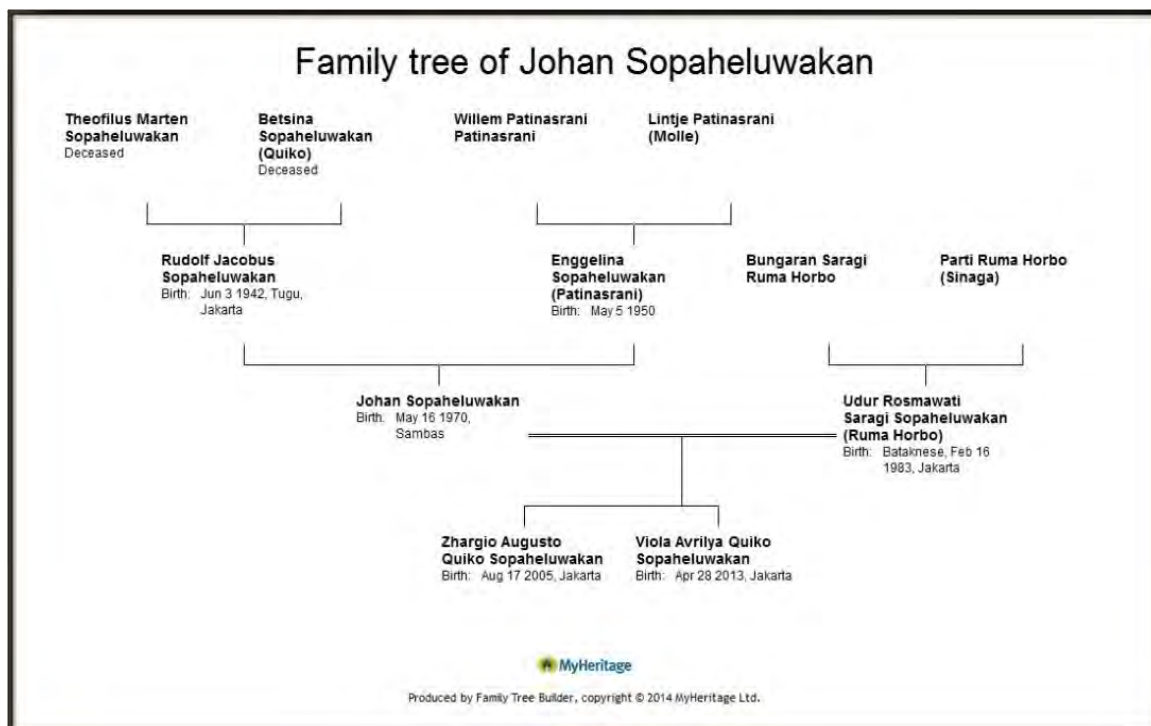 Family tree of Johan Sopaheluwakan
Theofilus Marten
Sopaheluwakan
Deceased
Betsina
Sopaheluwakan
(Quiko)
Deceased
Willem Patinasrani
Patinasrani
Lintje Patinasrani
(Molle)
Rudolf Jacobus
Sopaheluwakan
Birth: Jun 3 1942, Tugu,
Jakarta
Enggelina
Sopaheluwakan
(Patinasrani)
Birth: May 5 1950
Bungaran Saragi
Ruma Horbo
Parti Ruma Horbo
(Sinaga)
Johan Sopaheluwakan
Birth: May 16 1970,
Sambas
Udur Rosmawati
Saragi Sopaheluwakan
(Ruma Horbo)
Birth: Bataknese, Feb 16
1983, Jakarta
Zhargio Augusto
Quiko Sopaheluwakan
Birth: Aug 17 2005, Jakarta
Viola Avrilya Quiko
Sopaheluwakan
Birth: Apr 28 2013, Jakarta
MyHeritage
Produced by Family Tree Builder, copyright © 2014 MyHeritage Ltd.